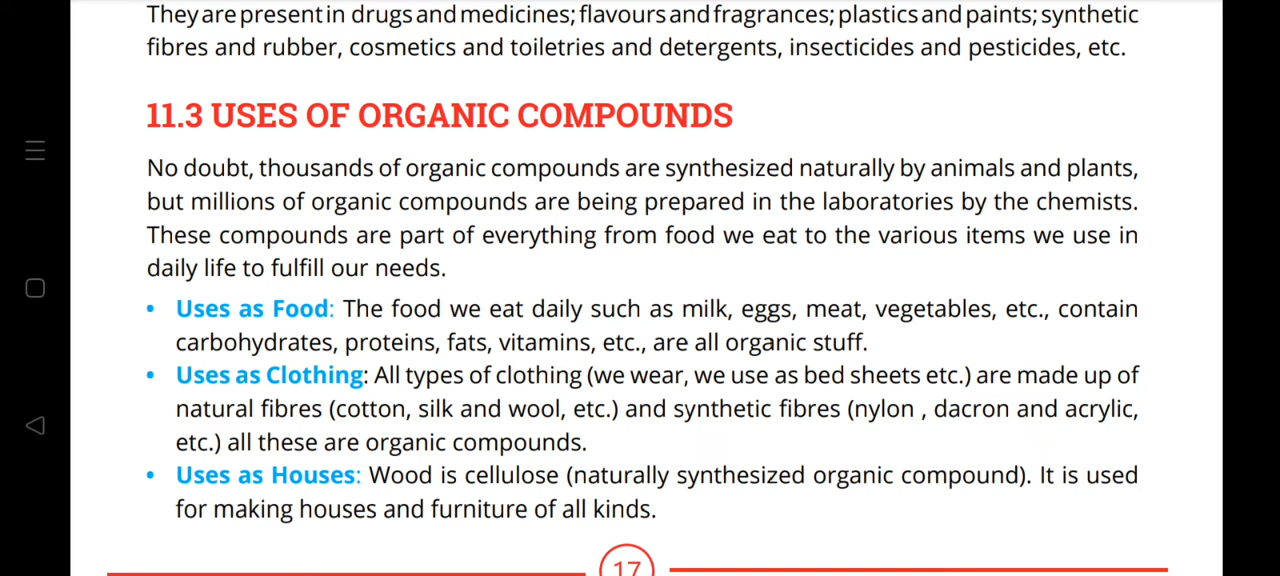 They are present in drugs and medicines; flavours and fragrances; plastics and paints; synthetic
fibres and rubber, cosmetics and toiletries and detergents, insecticides and pesticides, etc.
11.3 USES OF ORGANIC COMPOUNDS
No doubt, thousands of organic compounds are synthesized naturally by animals and plants,
but millions of organic compounds are being prepared in the laboratories by the chemists.
These compounds are part of everything from food we eat to the various items we use in
daily life to fulfill our needs.
• Uses as Food: The food we eat daily such as milk, eggs, meat, vegetables, etc., contain
carbohydrates, proteins, fats, vitamins, etc., are all organic stuff.
• Uses as Clothing: All types of clothing (we wear, we use as bed sheets etc.) are made up of
natural fibres (cotton, silk and wool, etc.) and synthetic fibres (nylon , dacron and acrylic,
etc.) all these are organic compounds.
• Uses as Houses: Wood is cellulose (naturally synthesized organic compound). It is used
for making houses and furniture of all kinds.
17